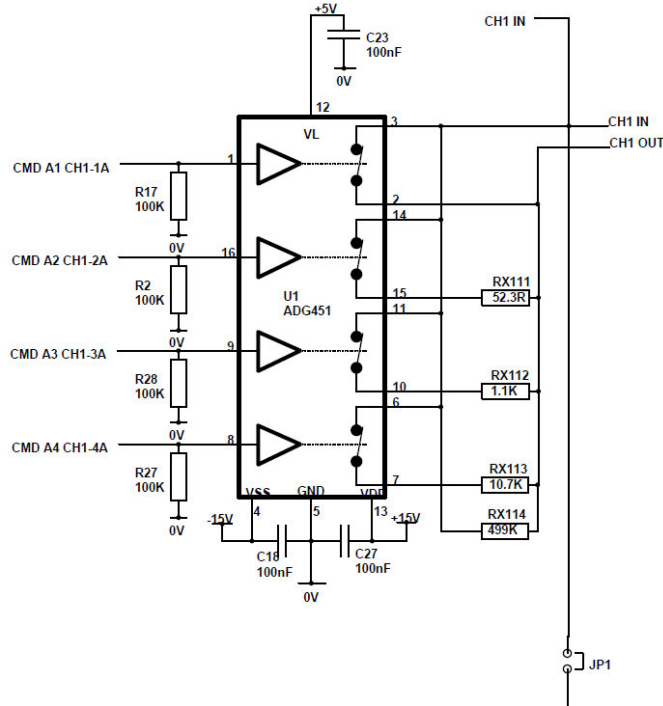 +5V
CH1 IN
C23
100nF
0V
12
VL
3
CH1 IN
CH1 OUT
CMD A1 CH1-1A
1
2
R17
100K
0V
14
CMD A2 CH1-2A
16
R2
100K
0V
U1
ADG451
15
RX111
52.3R
11
CMD A3 CH1-3A
9
R28
100K
0V
10
RX112
1.1K
6
CMD A4 CH1-4A
8
R27
100K
0V
7
RX113
10.7K
VSS
GND
VDD
4
5
13
RX114
499K
-15V
+15V
C18
100nF
C27
100nF
0V
JP1